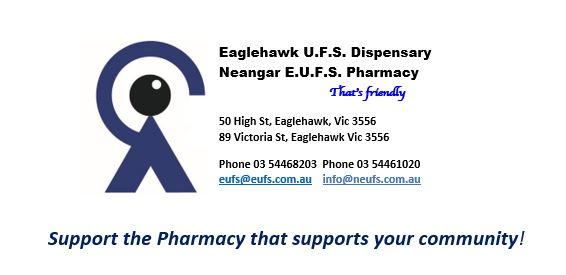 Eaglehawk U.F.S. Dispensary
Neangar E.U.F.S. Pharmacy
That's friendly
50 High St, Eaglehawk, Vic 3556
89 Victoria St, Eaglehawk Vic 3556
Phone 03 54468203 Phone 03 54461020
eufs@eufs.com.au info@neufs.com.au
Support the Pharmacy that supports your community!